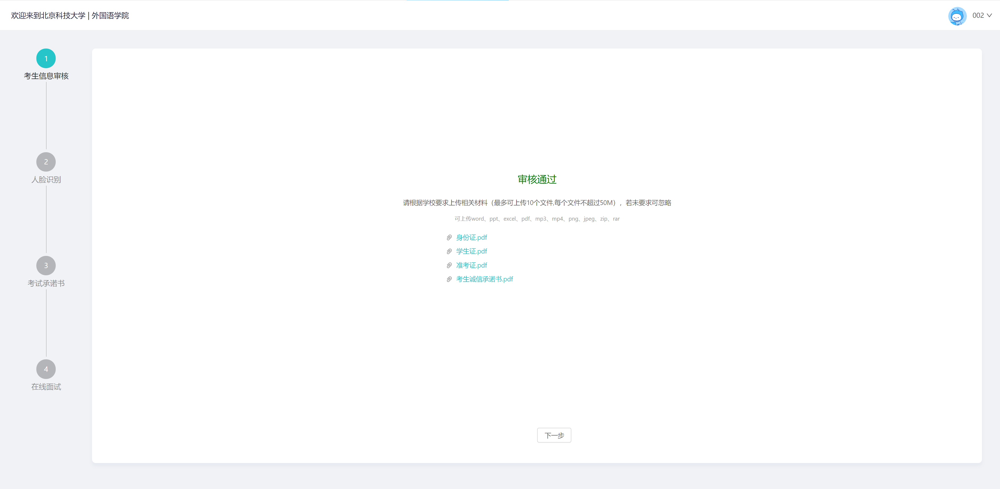 欢迎来到北京科技大学 | 外国语学院
002
1
考生信息审核
2
人脸识别
3
考试承诺书
4
在线面试
审核通过
请根据学校要求上传相关材料（最多可上传10个文件,每个文件不超过50M），若未要求可忽略
可上传word、ppt、excel、pdf、mp3、mp4、png、jpeg、zip、rar
身份证.pdf
学生证.pdf
准考证.pdf
考生诚信承诺书.pdf
下一步